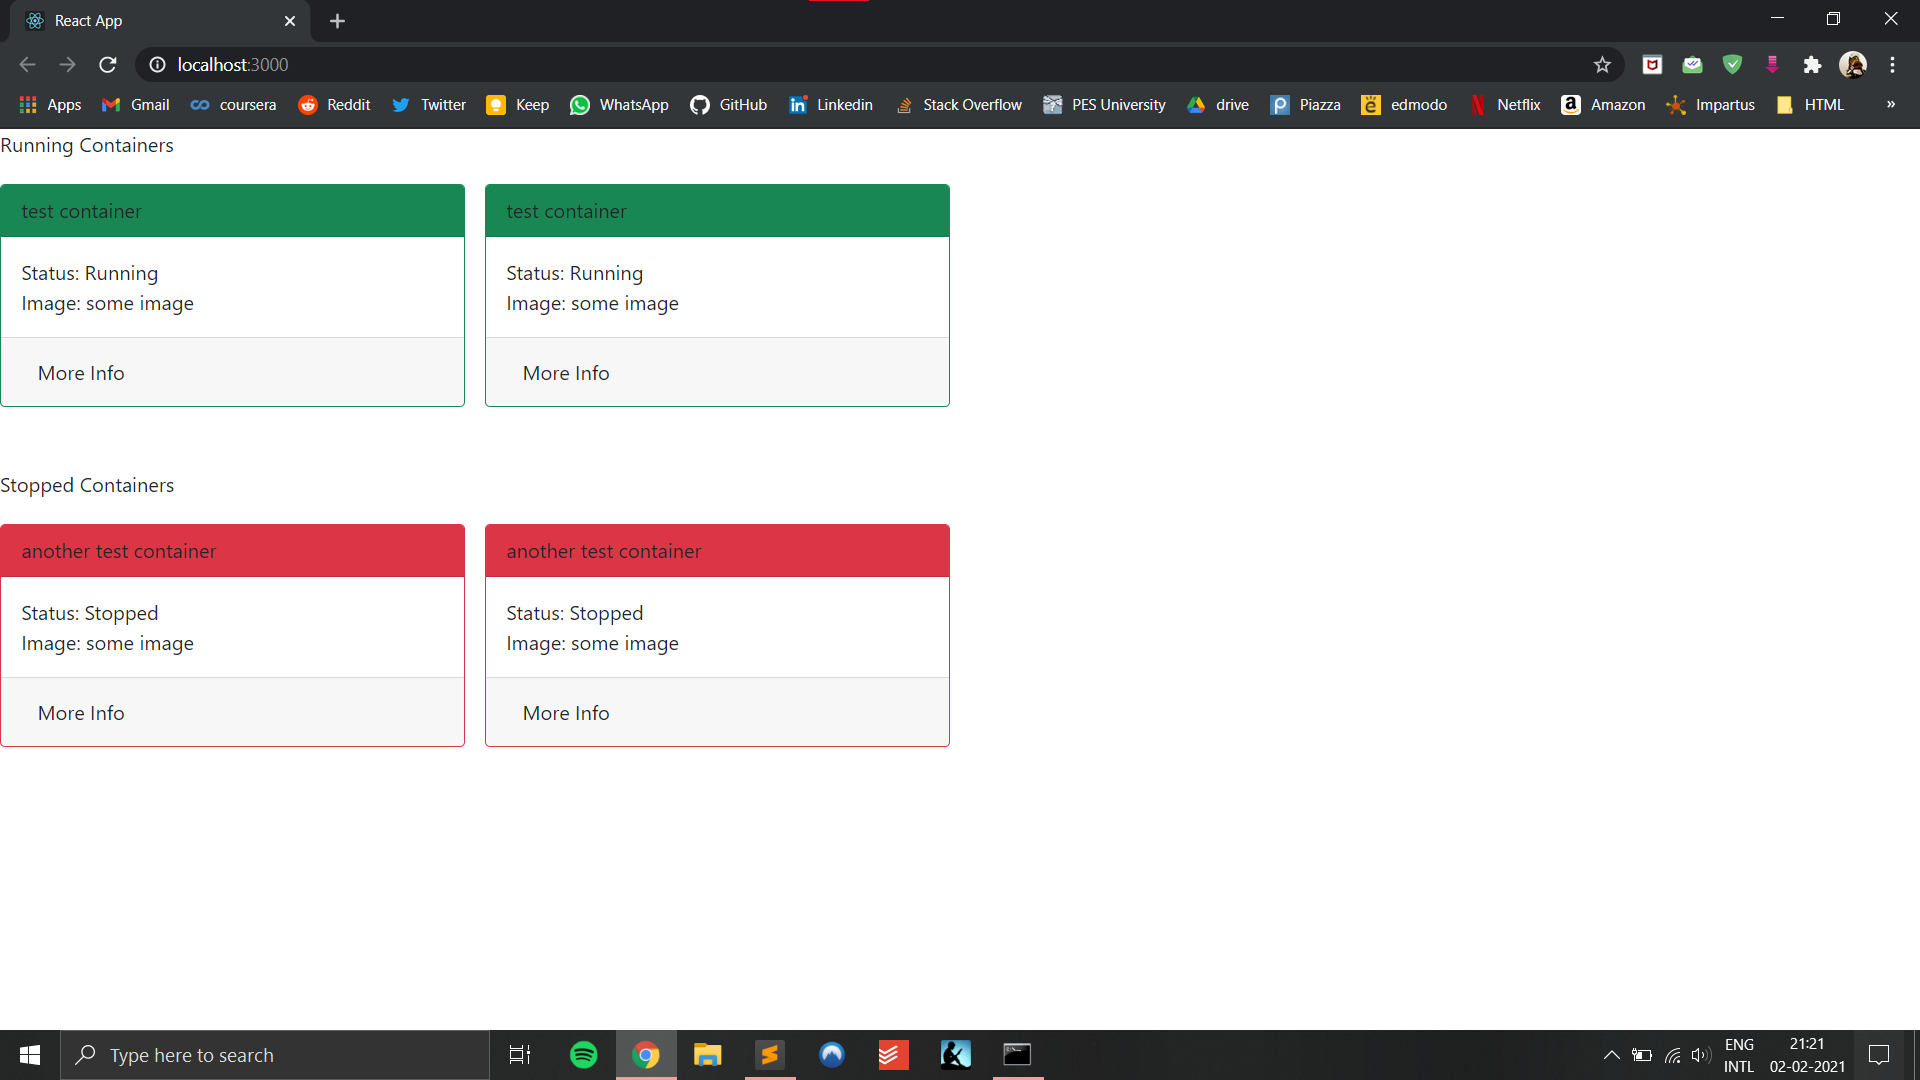 React App
localhost:3000
Apps Gmail coursera Reddit Twitter Keep WhatsApp GitHub Linkedin Stack Overflow PES University drive Piazza edmodo Netflix Amazon Impartus HTML »
Running Containers
test container test container
Status: Running Status: Running
Image: some image Image: some image
More Info More Info
Stopped Containers
another test container another test container
Status: Stopped Status: Stopped
Image: some image Image: some image
More Info More Info
Type here to search
ENG 21:21
INTL 02-02-2021